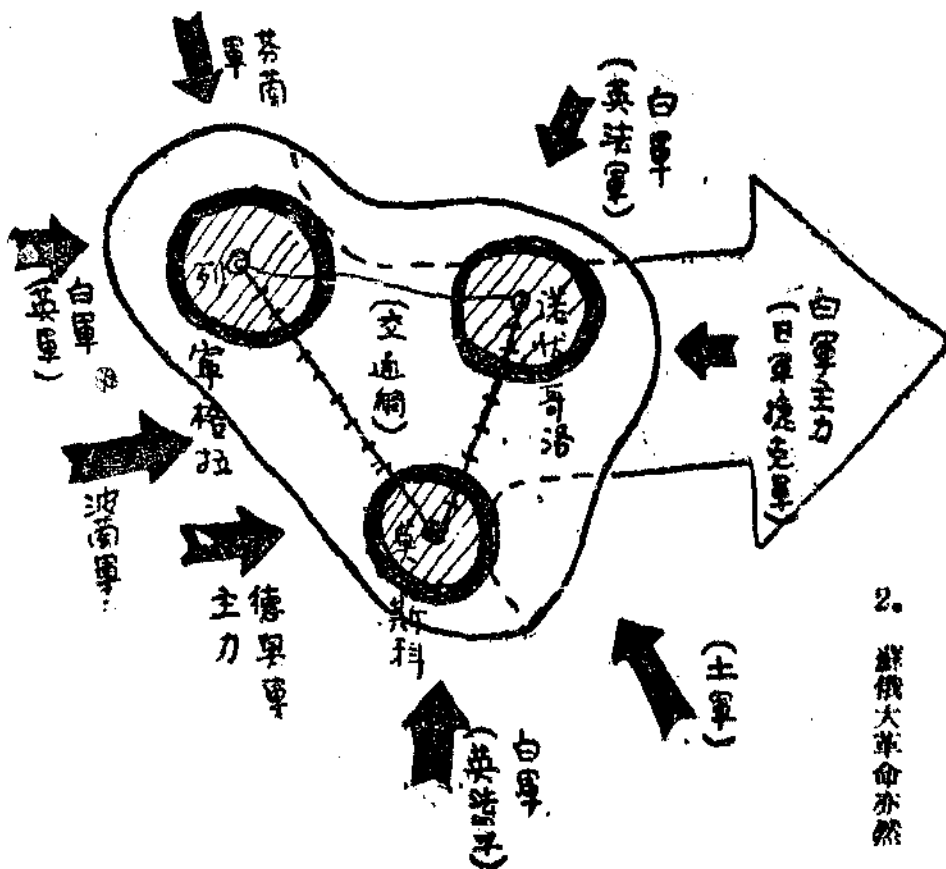 2. 蘇俄大革命亦然
芬蘭
軍
白軍
(英法軍)
白軍主力
(日軍捷克軍)
(土軍)
諾伏哥洛
(交通網)
列寧格拉
莫斯科
白軍
(英法軍)
德奧軍
主力
波蘭軍
白軍